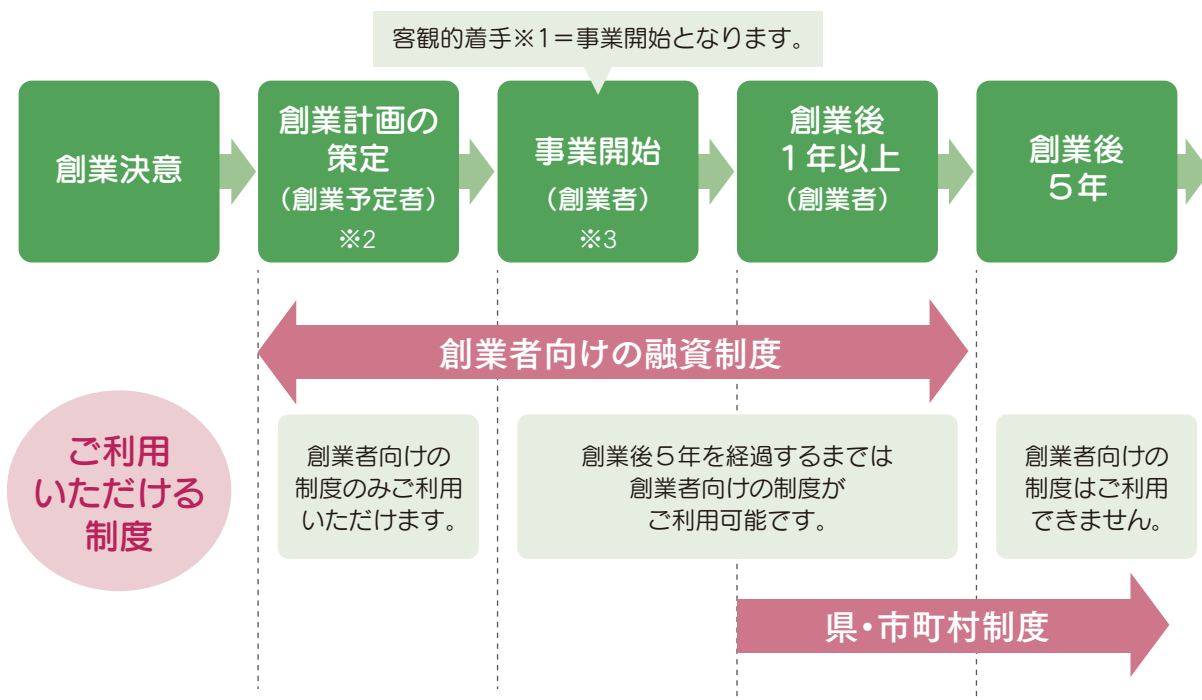 客観的着手※1＝事業開始となります。
創業決意
創業計画の
策定
（創業予定者）
※2
事業開始
（創業者）
※3
創業後
１年以上
（創業者）
創業後
５年
創業者向けの融資制度
ご利用
いただける
制度
創業者向けの
制度のみご利用
いただけます。
創業後５年を経過するまでは
創業者向けの制度が
ご利用可能です。
創業者向けの
制度はご利用
できません。
県・市町村制度